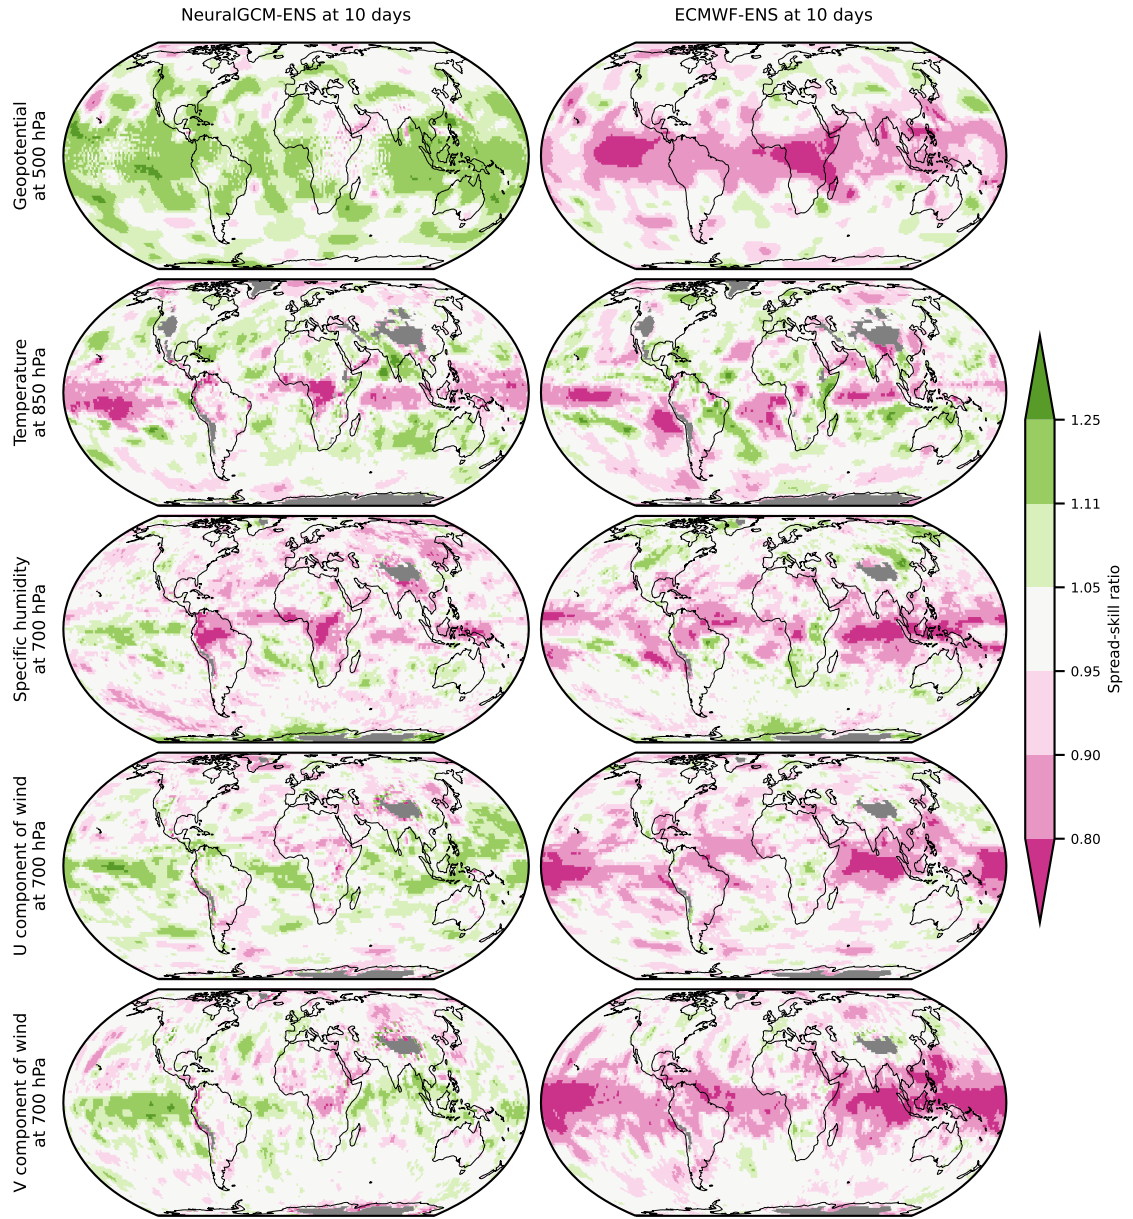 NeuralGCM-ENS at 10 days
ECMWF-ENS at 10 days
Geopotential
at 500 hPa
Temperature
at 850 hPa
Specific humidity
at 700 hPa
U component of wind
at 700 hPa
V component of wind
at 700 hPa
1.25
1.11
1.05
0.95
0.90
0.80
Spread-skill ratio